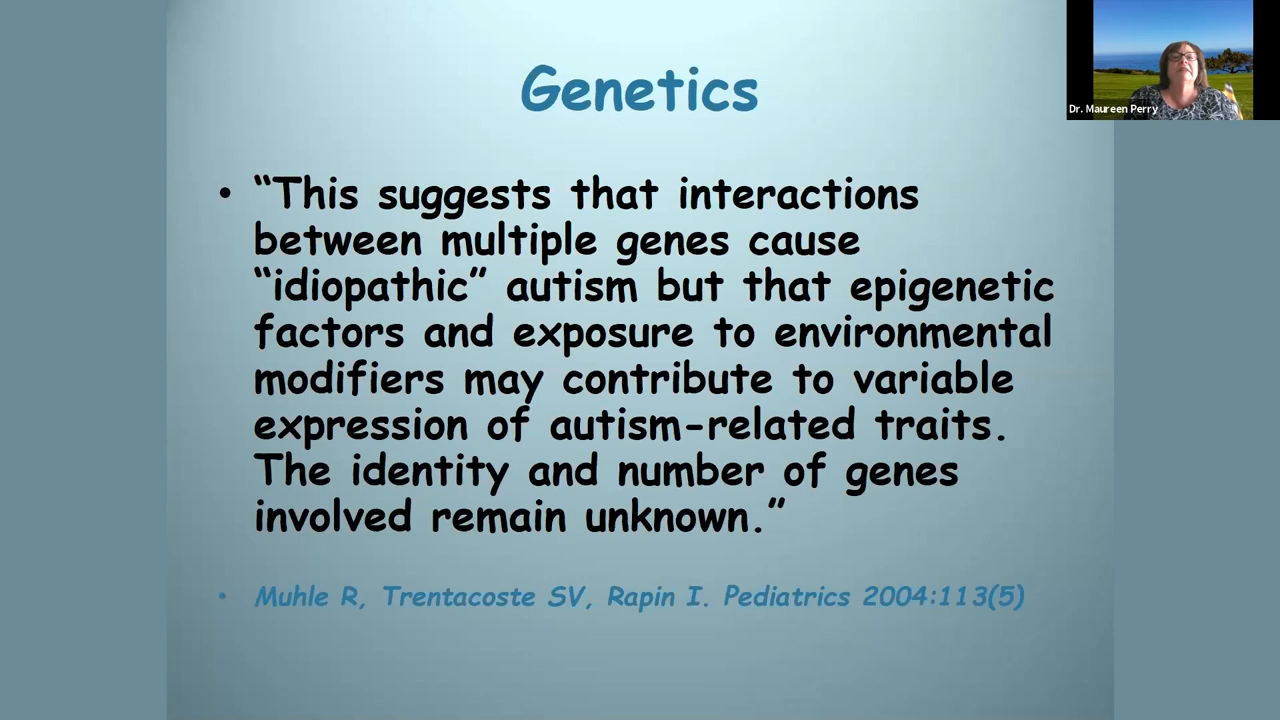 Genetics
• “This suggests that interactions
between multiple genes cause
“idiopathic” autism but that epigenetic
factors and exposure to environmental
modifiers may contribute to variable
expression of autism-related traits.
The identity and number of genes
involved remain unknown.”
• Muhle R, Trentacoste SV, Rapin I. Pediatrics 2004:113(5)
Dr. Maureen Perry